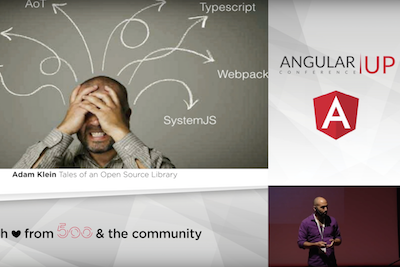 AoT
Typescript
Webpack
SystemJS
ANGULAR UP
CONFERENCE
A
Adam Klein Tales of an Open Source Library
from 500 & the community